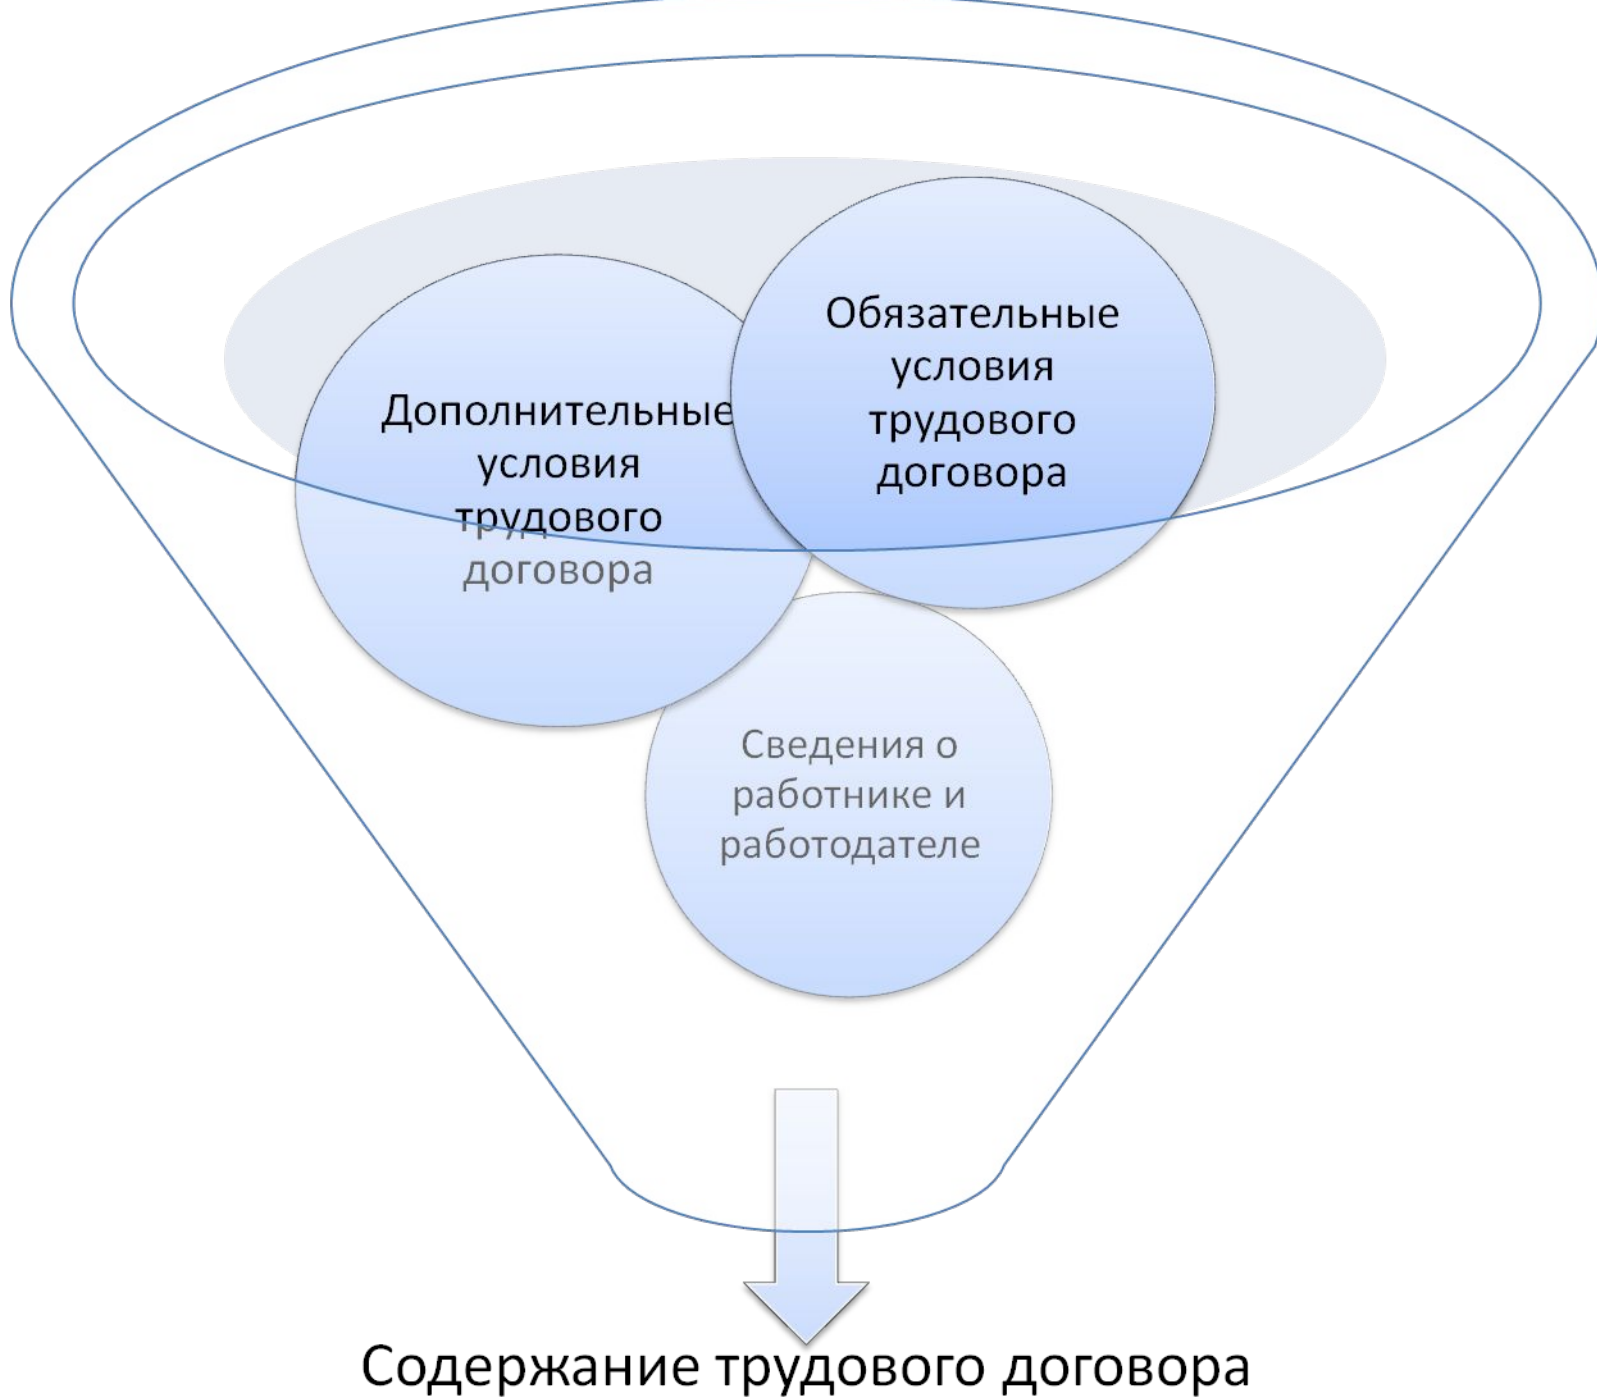 Обязательные
условия
трудового
договора
Дополнительные
условия
трудового
договора
Сведения о
работнике и
работодателе
Содержание трудового договора